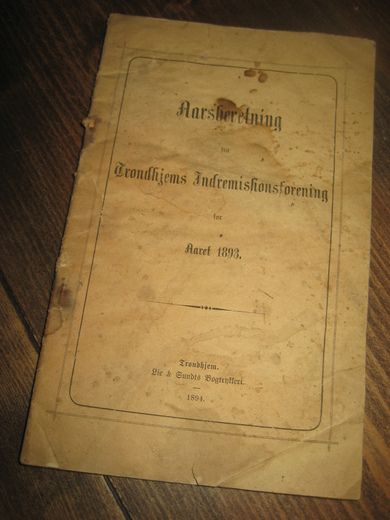 Aarsberetning
fra
Trondhjems Indremissionsforening
for
Aaret 1893.
Trondhjem.
Lie & Sundts Bogtrykkeri.
1894.